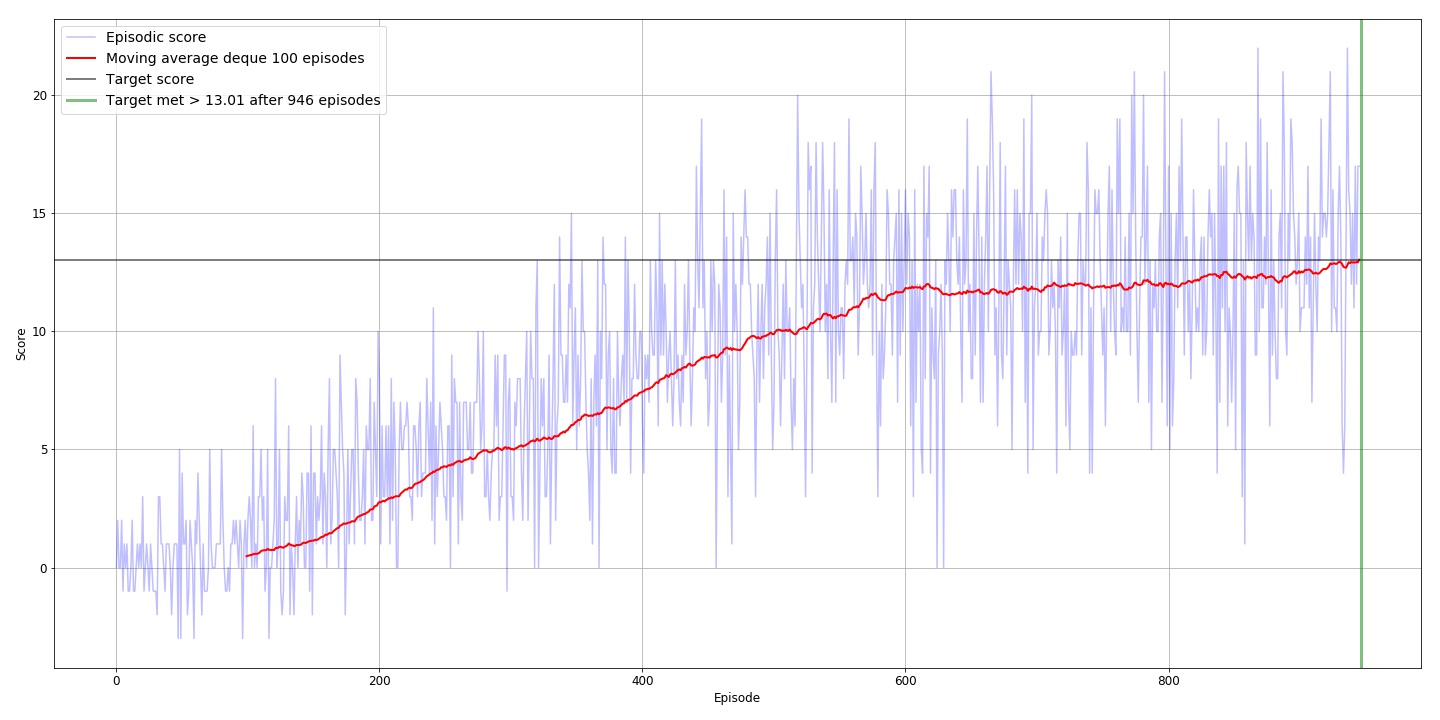 Episodic score
Moving average deque 100 episodes
Target score
Target met > 13.01 after 946 episodes
20
15
10
5
0
Score
0 200 400 600 800
Episode